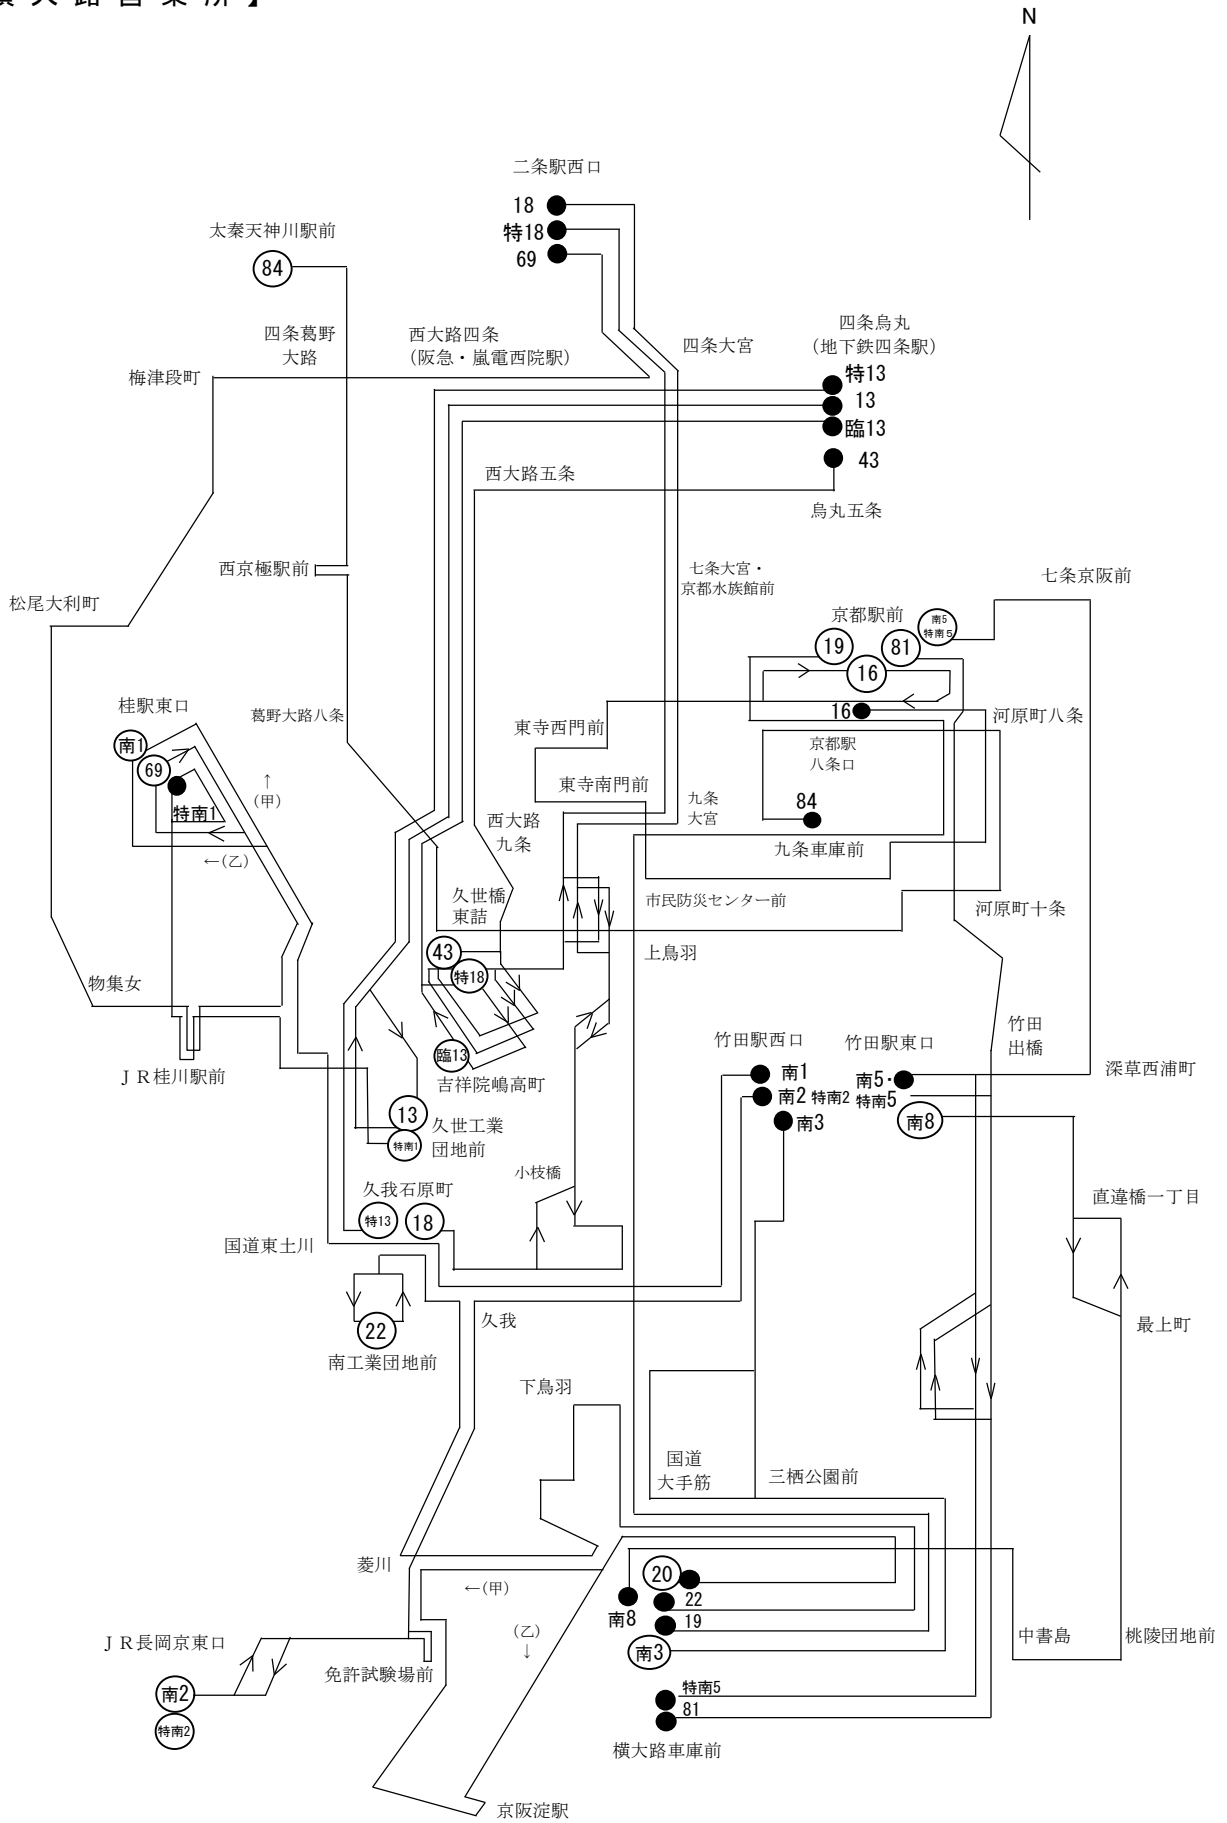 横 大 路 営 業 所 】
N
二条駅西口
18
特18
69
太秦天神川駅前
84
四条葛野
大路
西大路四条
（阪急・嵐電西院駅）
四条大宮
四条烏丸
（地下鉄四条駅）
特13
13
臨13
43
梅津段町
西大路五条
烏丸五条
西京極駅前
七条大宮・
京都水族館前
七条京阪前
松尾大利町
京都駅前
南5
特南５
19
81
16
桂駅東口
葛野大路八条
16
河原町八条
東寺西門前
京都駅
八条口
南1
69
特南1
↑
（甲）
←（乙）
東寺南門前
九条
大宮
84
九条車庫前
西大路
九条
久世橋
東詰
市民防災センター前
河原町十条
上鳥羽
43
特18
物集女
臨13
吉祥院嶋高町
ＪＲ桂川駅前
竹田
出橋
竹田駅西口
竹田駅東口
深草西浦町
南1
南2 特南2
南3
南5・
特南5
南8
13
特南1
久世工業
団地前
小枝橋
久我石原町
特13
18
直違橋一丁目
国道東土川
久我
22
南工業団地前
最上町
下鳥羽
国道
大手筋
三栖公園前
菱川
←（甲）
（乙）
↓
20
22
19
南8
南3
中書島
桃陵団地前
ＪＲ長岡京東口
免許試験場前
南2
特南2
特南5
81
横大路車庫前
京阪淀駅